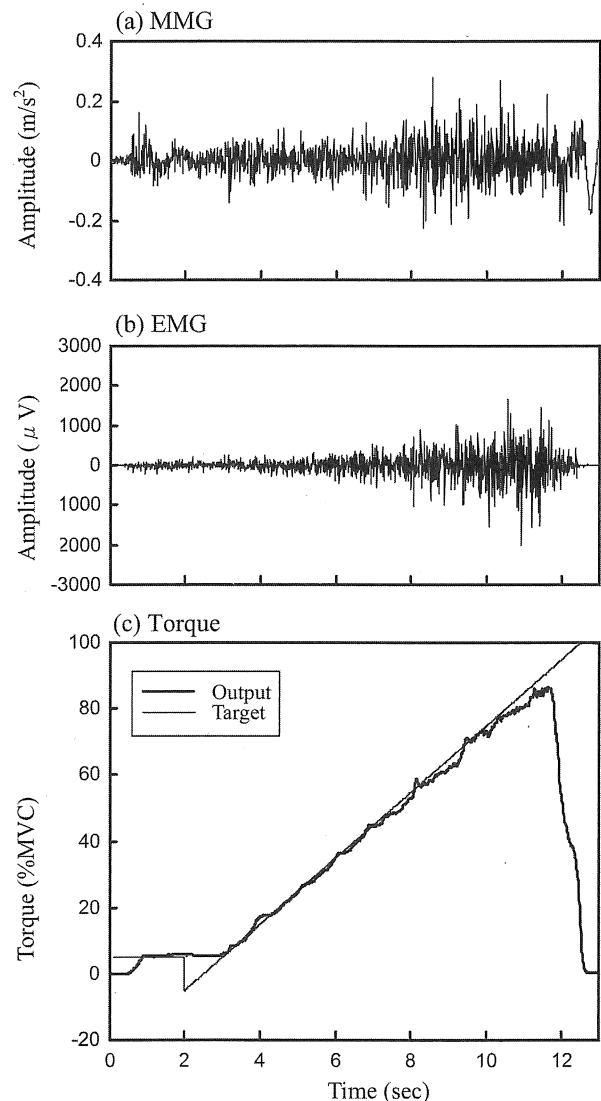 (a) MMG
0.4
0.2
0
-0.2
-0.4
Amplitude (m/s²)
(b) EMG
3000
2000
1000
0
1000
2000
-3000
Amplitude ( μ V)
(c) Torque
100
80
60
40
20
0
-20
Torque (%MVC)
Output
Target
0 2 4 6 8 10 12
Time (sec)